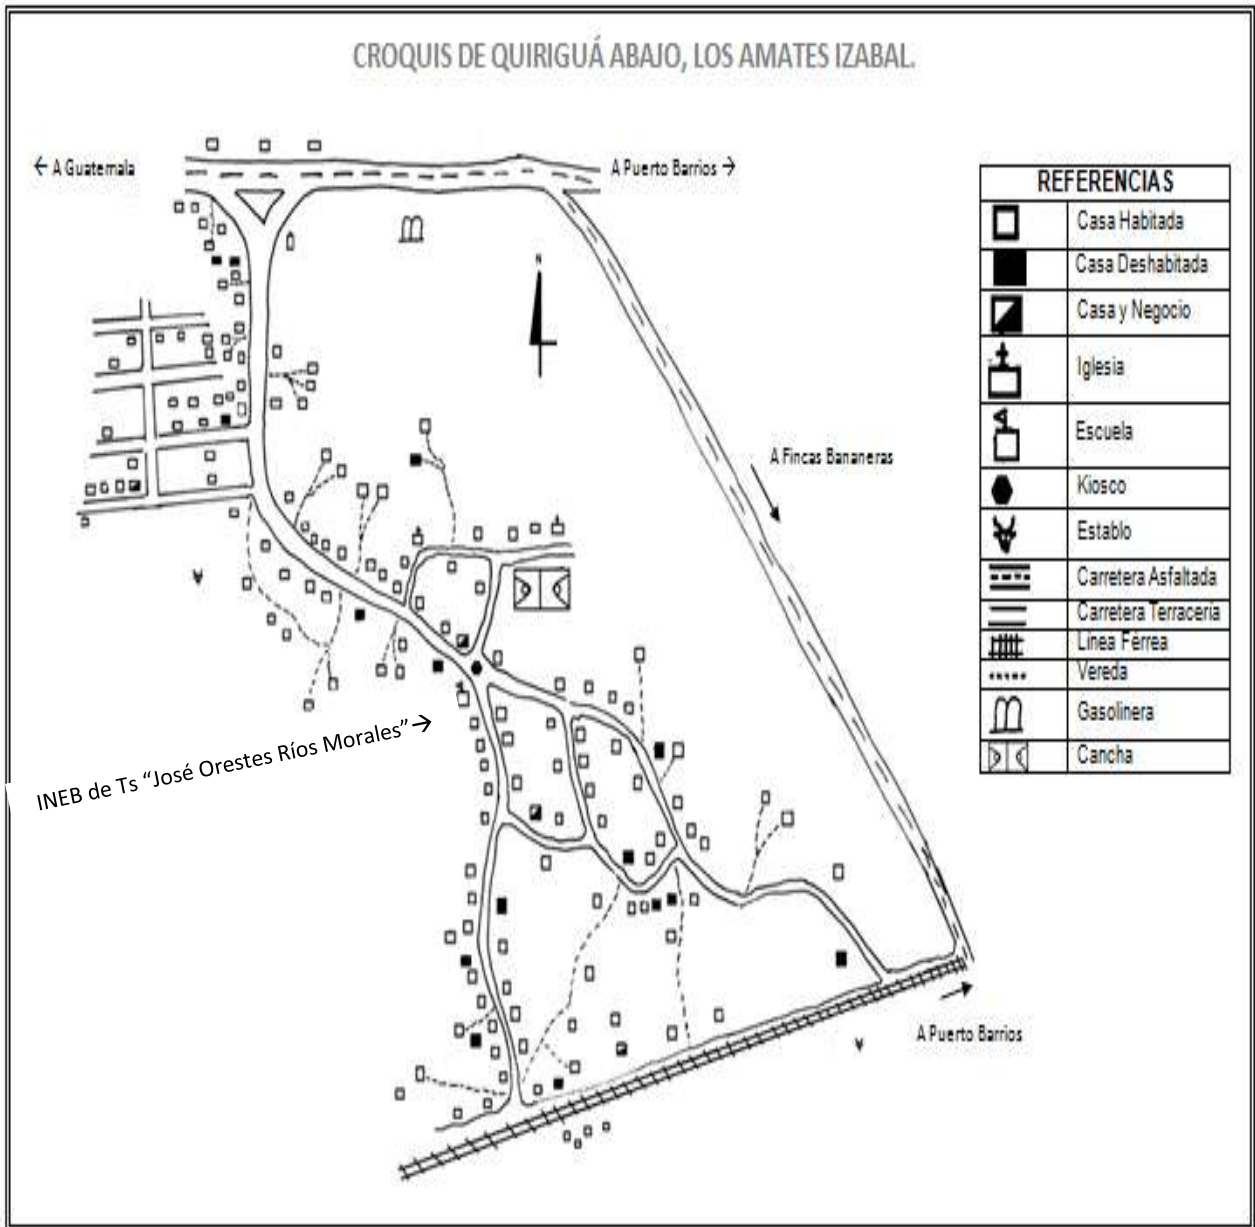 CROQUIS DE QUIRIGUÁ ABAJO, LOS AMATES IZABAL.
← A Guatemala
A Puerto Barrios →
N
REFERENCIAS
Casa Habitada
Casa Deshabitada
Casa y Negocio
Iglesia
Escuela
Kiosco
Establo
Carretera Asfaltada
Carretera Terracería
Línea Férrea
Vereda
Gasolinera
Cancha
A Fincas Bananeras
INEB de Ts “José Orestes Ríos Morales” →
A Puerto Barrios